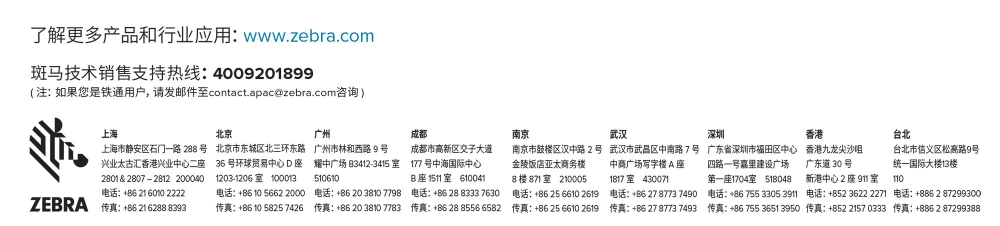 了解更多产品和行业应用：www.zebra.com
斑马技术销售支持热线：4009201899
( 注：如果您是铁通用户，请发邮件至contact.apac@zebra.com咨询 )
ZEBRA
上海
上海市静安区石门一路 288 号
兴业太古汇香港兴业中心二座
2801 & 2807 – 2812 200040
电话：+86 21 6010 2222
传真：+86 21 6288 8393
北京
北京市东城区北三环东路
36 号环球贸易中心 D 座
1203-1206 室 100013
电话：+86 10 5662 2000
传真：+86 10 5825 7426
广州
广州市林和西路 9 号
耀中广场 B3412-3415 室
510610
电话：+86 20 3810 7798
传真：+86 20 3810 7783
成都
成都市高新区交子大道
177 号中海国际中心
B 座 1511 室 610041
电话：+86 28 8333 7630
传真：+86 28 8556 6582
南京
南京市鼓楼区汉中路 2 号
金陵饭店亚太商务楼
8 楼 871 室 210005
电话：+86 25 6610 2619
传真：+86 25 6610 2619
武汉
武汉市武昌区中南路 7 号
中商广场写字楼 A 座
1817 室 430071
电话：+86 27 8773 7490
传真：+86 27 8773 7493
深圳
广东省深圳市福田区中心
四路一号嘉里建设广场
第一座1704室 518048
电话：+86 755 3305 3911
传真：+86 755 3651 3950
香港
香港九龙尖沙咀
广东道 30 号
新港中心 2 座 911 室
电话：+852 3622 2271
传真：+852 2157 0333
台北
台北市信义区松高路9号
统一国际大楼13楼
110
电话：+886 2 87299300
传真：+886 2 87299388